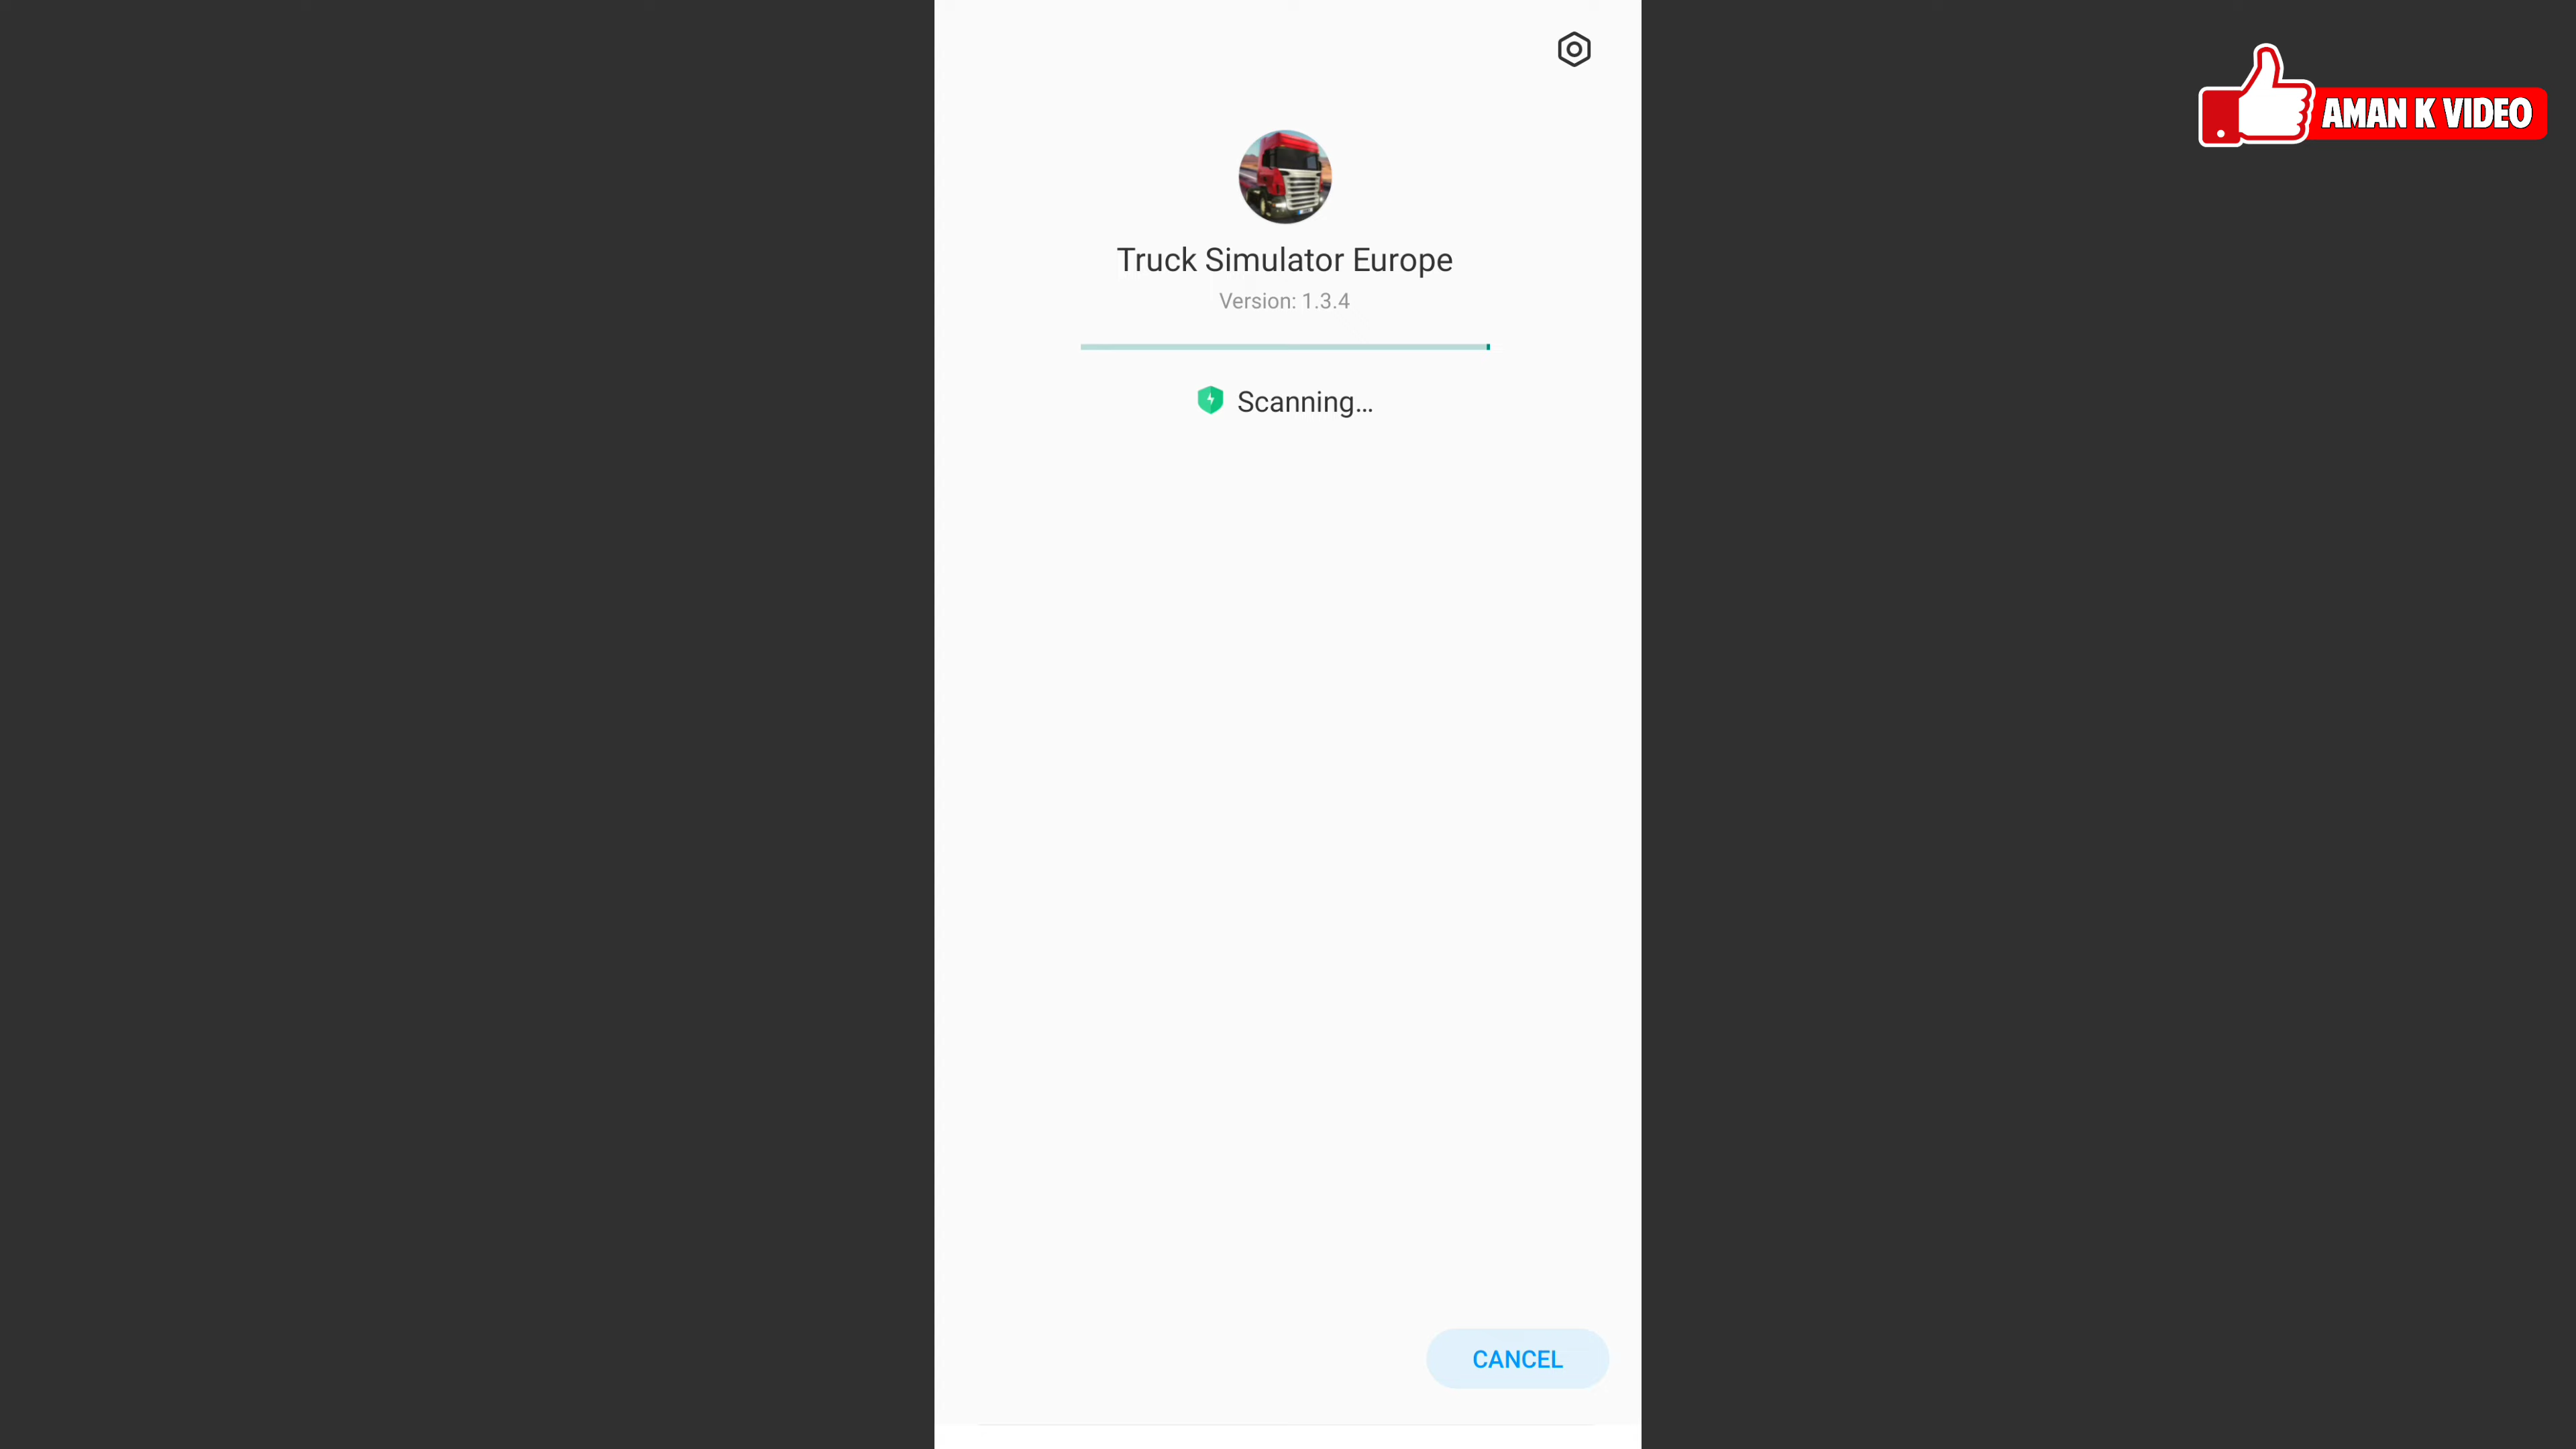 AMAN K VIDEO
Truck Simulator Europe
Version: 1.3.4
Scanning...
CANCEL